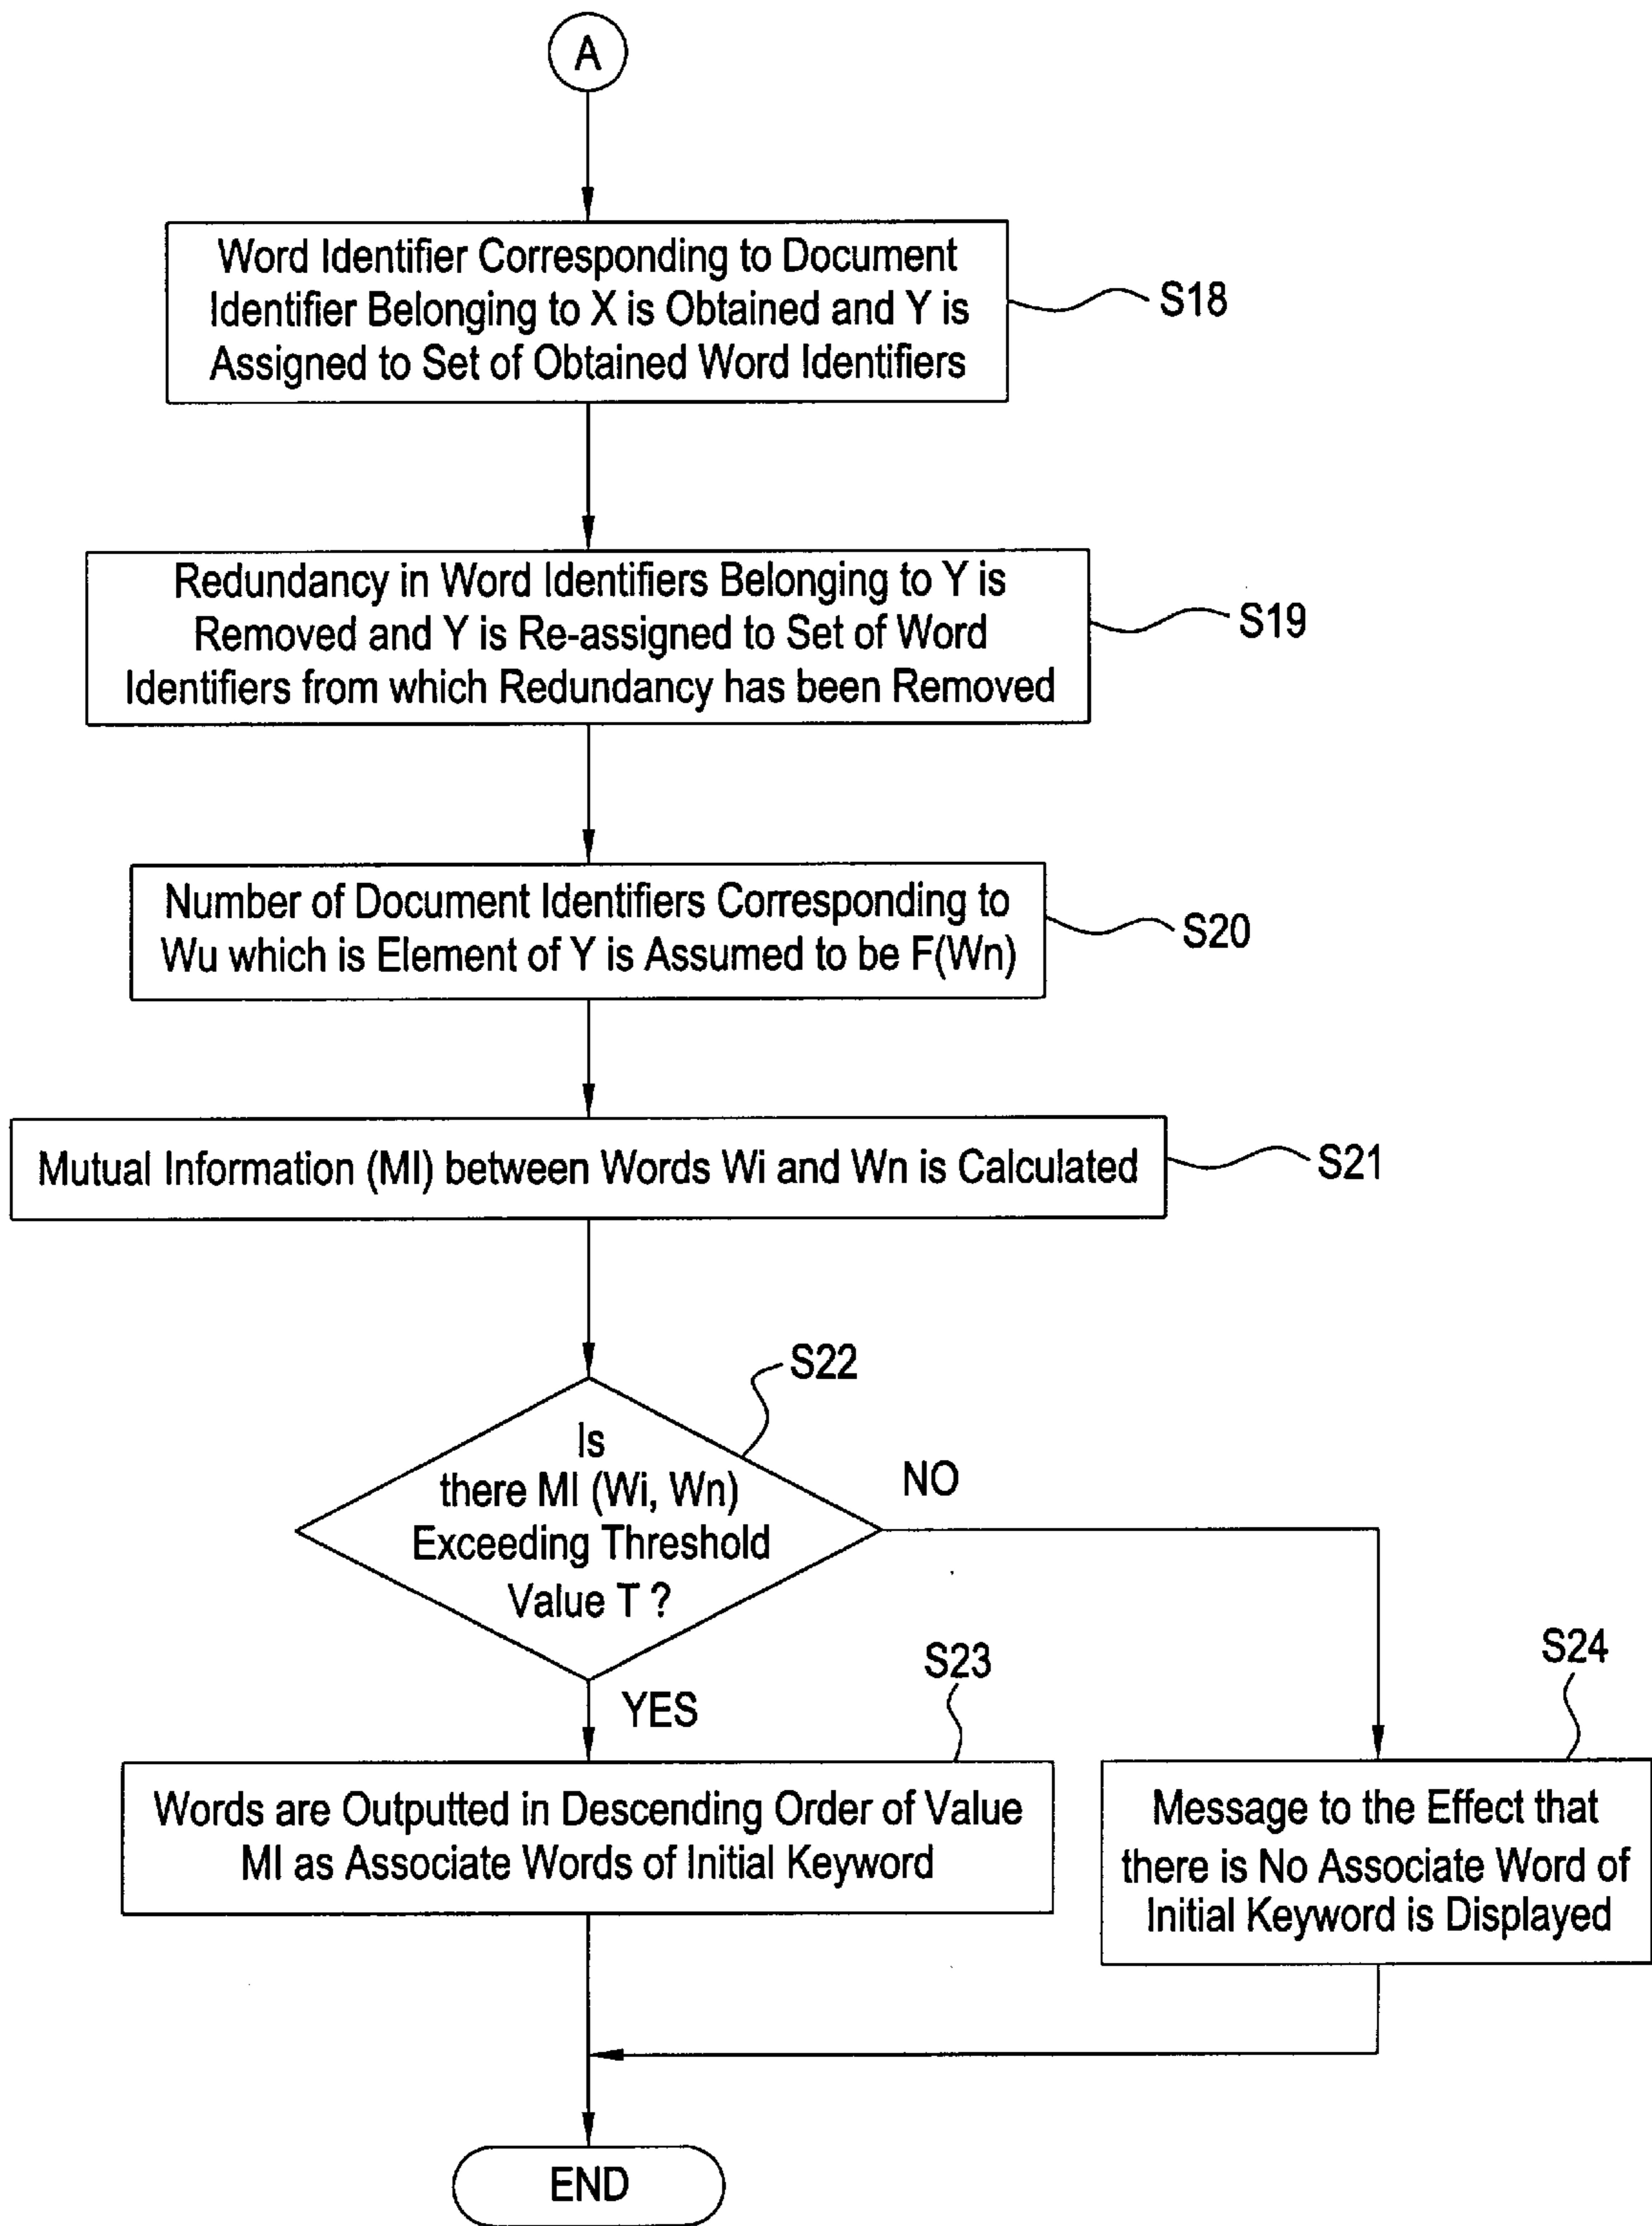 A
Word Identifier Corresponding to Document
Identifier Belonging to X is Obtained and Y is
Assigned to Set of Obtained Word Identifiers
S18
Redundancy in Word Identifiers Belonging to Y is
Removed and Y is Re-assigned to Set of Word
Identifiers from which Redundancy has been Removed
S19
Number of Document Identifiers Corresponding to
Wu which is Element of Y is Assumed to be F(Wn)
S20
Mutual Information (MI) between Words Wi and Wn is Calculated
S21
S22
Is
there MI (Wi, Wn)
Exceeding Threshold
Value T ?
NO
YES
S23
Words are Outputted in Descending Order of Value
MI as Associate Words of Initial Keyword
S24
Message to the Effect that
there is No Associate Word of
Initial Keyword is Displayed
END